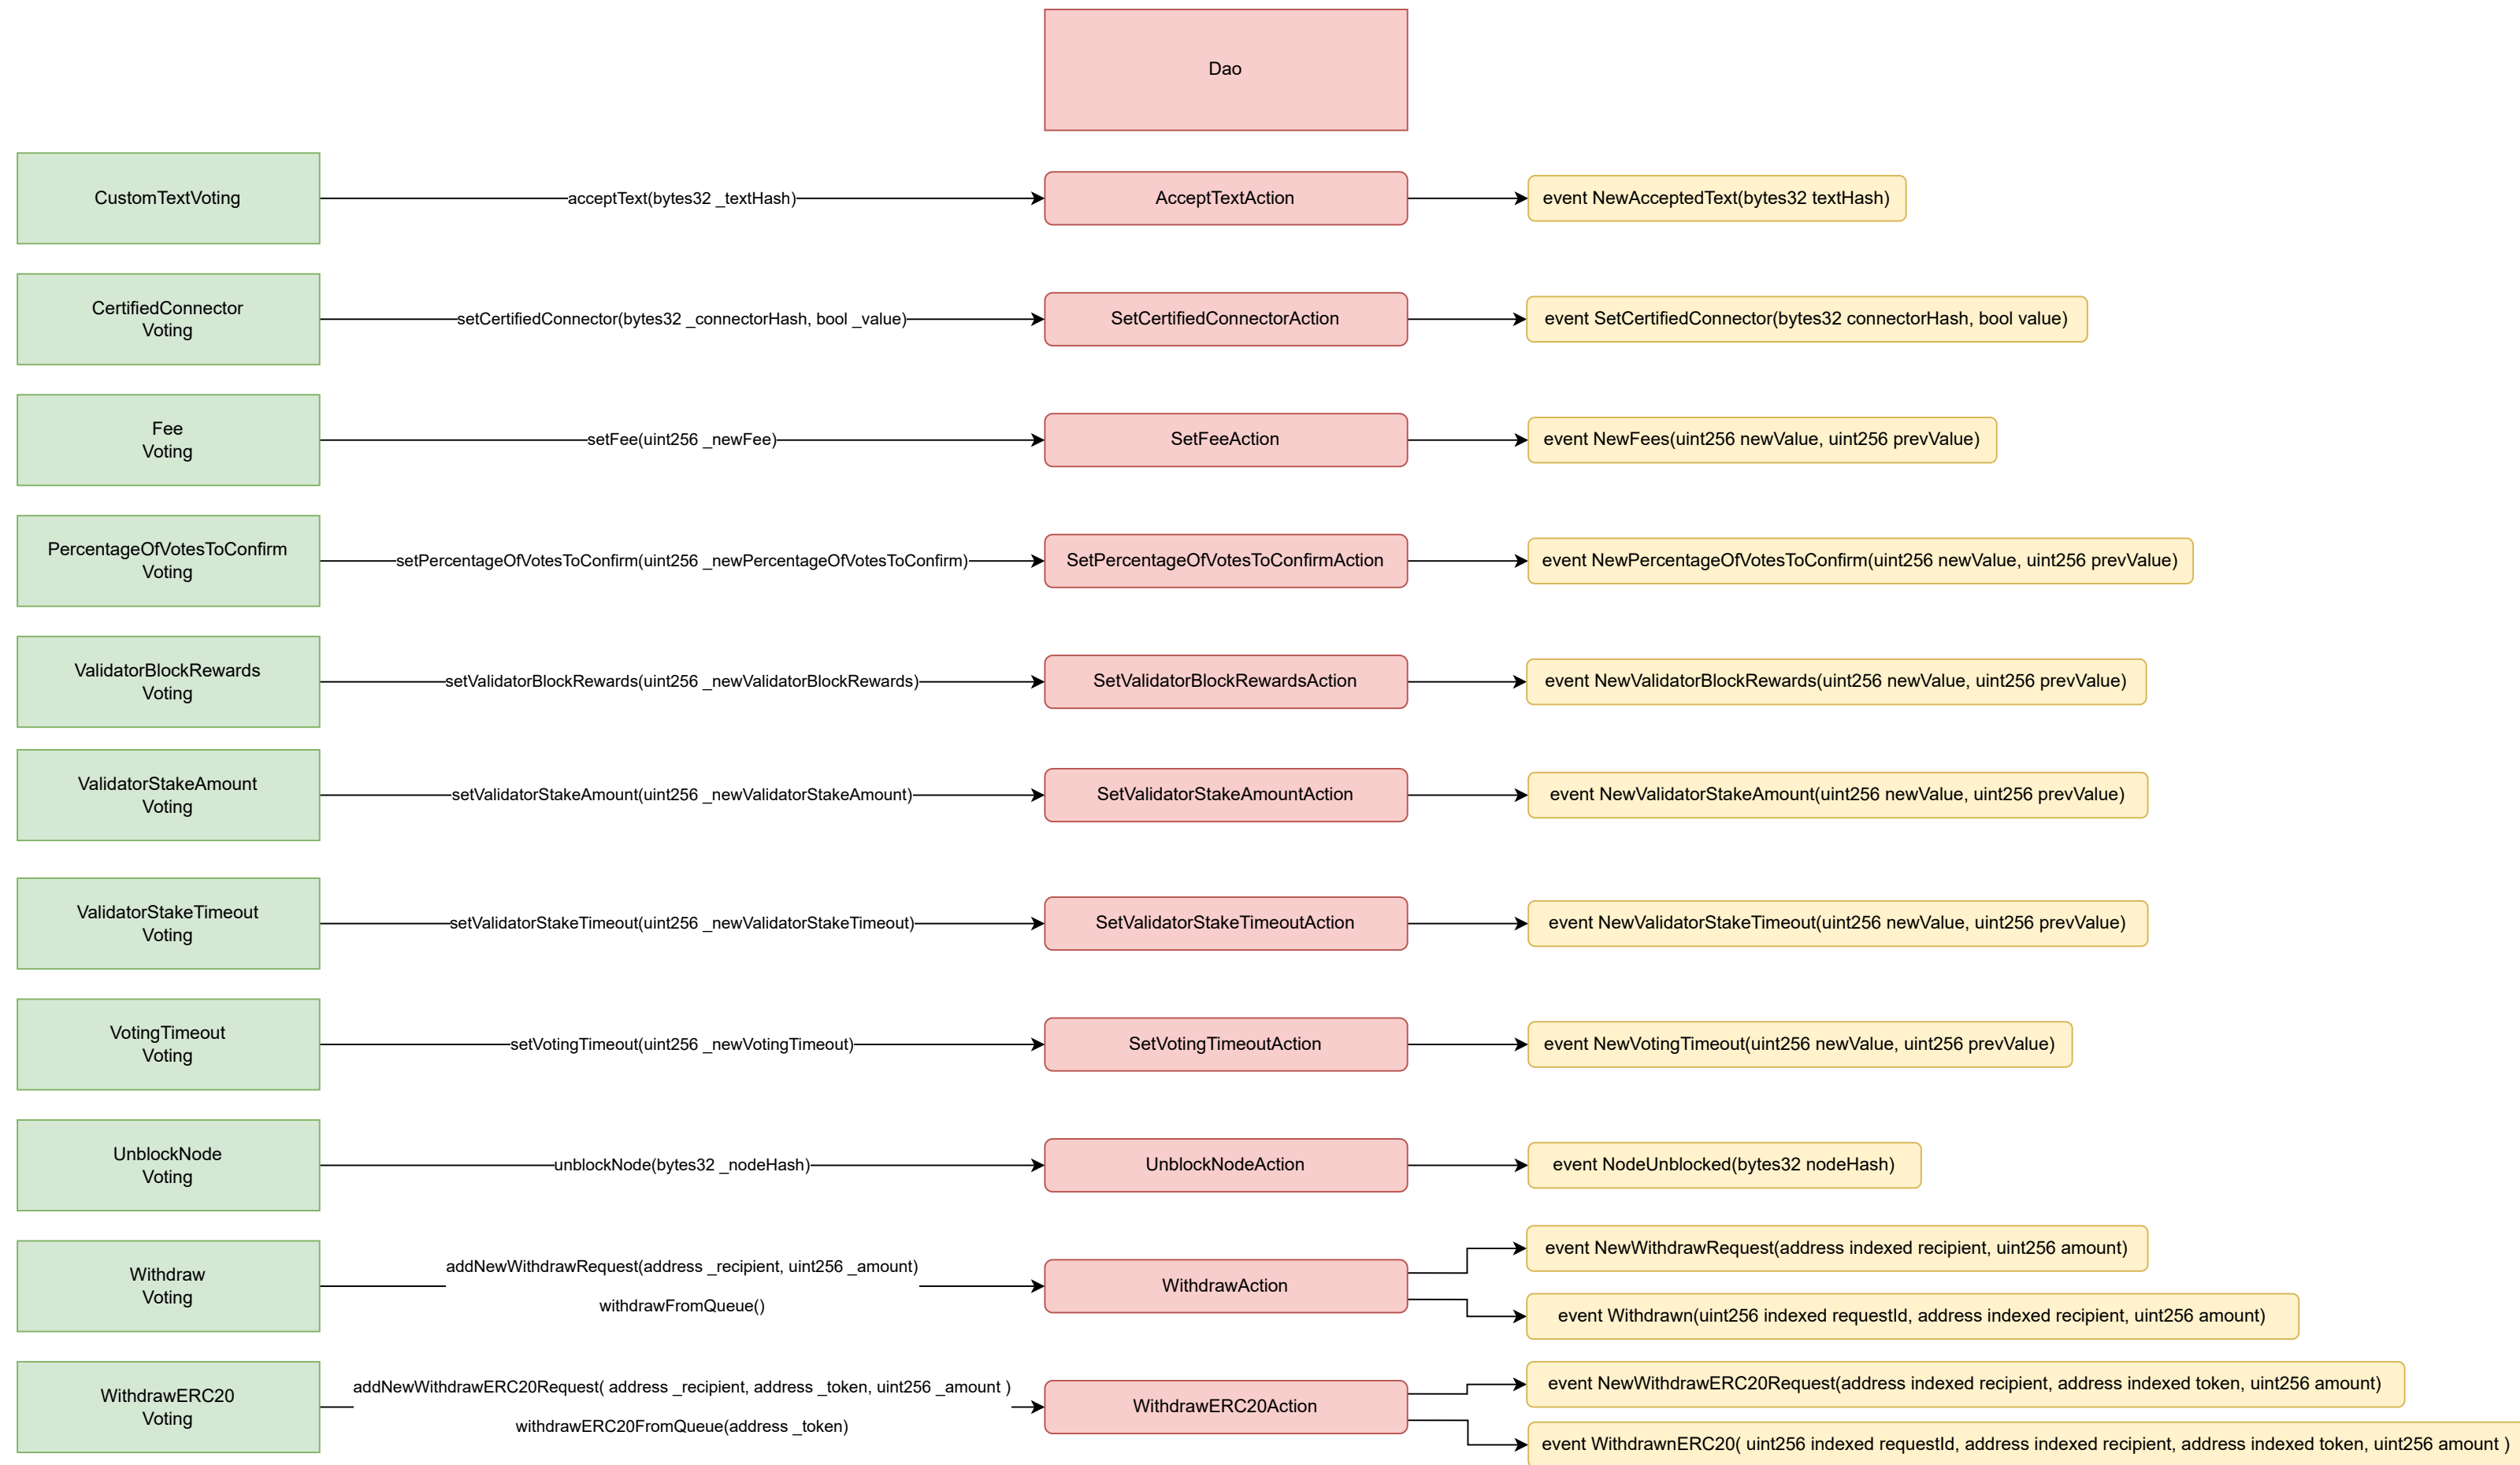 Dao
CustomTextVoting
acceptText(bytes32 _textHash)
AcceptTextAction
event NewAcceptedText(bytes32 textHash)
CertifiedConnector
Voting
setCertifiedConnector(bytes32 _connectorHash, bool _value)
SetCertifiedConnectorAction
event SetCertifiedConnector(bytes32 connectorHash, bool value)
Fee
Voting
setFee(uint256 _newFee)
SetFeeAction
event NewFees(uint256 newValue, uint256 prevValue)
PercentageOfVotesToConfirm
Voting
setPercentageOfVotesToConfirm(uint256 _newPercentageOfVotesToConfirm)
SetPercentageOfVotesToConfirmAction
event NewPercentageOfVotesToConfirm(uint256 newValue, uint256 prevValue)
ValidatorBlockRewards
Voting
setValidatorBlockRewards(uint256 _newValidatorBlockRewards)
SetValidatorBlockRewardsAction
event NewValidatorBlockRewards(uint256 newValue, uint256 prevValue)
ValidatorStakeAmount
Voting
setValidatorStakeAmount(uint256 _newValidatorStakeAmount)
SetValidatorStakeAmountAction
event NewValidatorStakeAmount(uint256 newValue, uint256 prevValue)
ValidatorStakeTimeout
Voting
setValidatorStakeTimeout(uint256 _newValidatorStakeTimeout)
SetValidatorStakeTimeoutAction
event NewValidatorStakeTimeout(uint256 newValue, uint256 prevValue)
VotingTimeout
Voting
setVotingTimeout(uint256 _newVotingTimeout)
SetVotingTimeoutAction
event NewVotingTimeout(uint256 newValue, uint256 prevValue)
UnblockNode
Voting
unblockNode(bytes32 _nodeHash)
UnblockNodeAction
event NodeUnblocked(bytes32 nodeHash)
Withdraw
Voting
addNewWithdrawRequest(address _recipient, uint256 _amount)
withdrawFromQueue()
WithdrawAction
event NewWithdrawRequest(address indexed recipient, uint256 amount)
event Withdrawn(uint256 indexed requestId, address indexed recipient, uint256 amount)
WithdrawERC20
Voting
addNewWithdrawERC20Request( address _recipient, address _token, uint256 _amount )
withdrawERC20FromQueue(address _token)
WithdrawERC20Action
event NewWithdrawERC20Request(address indexed recipient, address indexed token, uint256 amount)
event WithdrawnERC20( uint256 indexed requestId, address indexed recipient, address indexed token, uint256 amount )